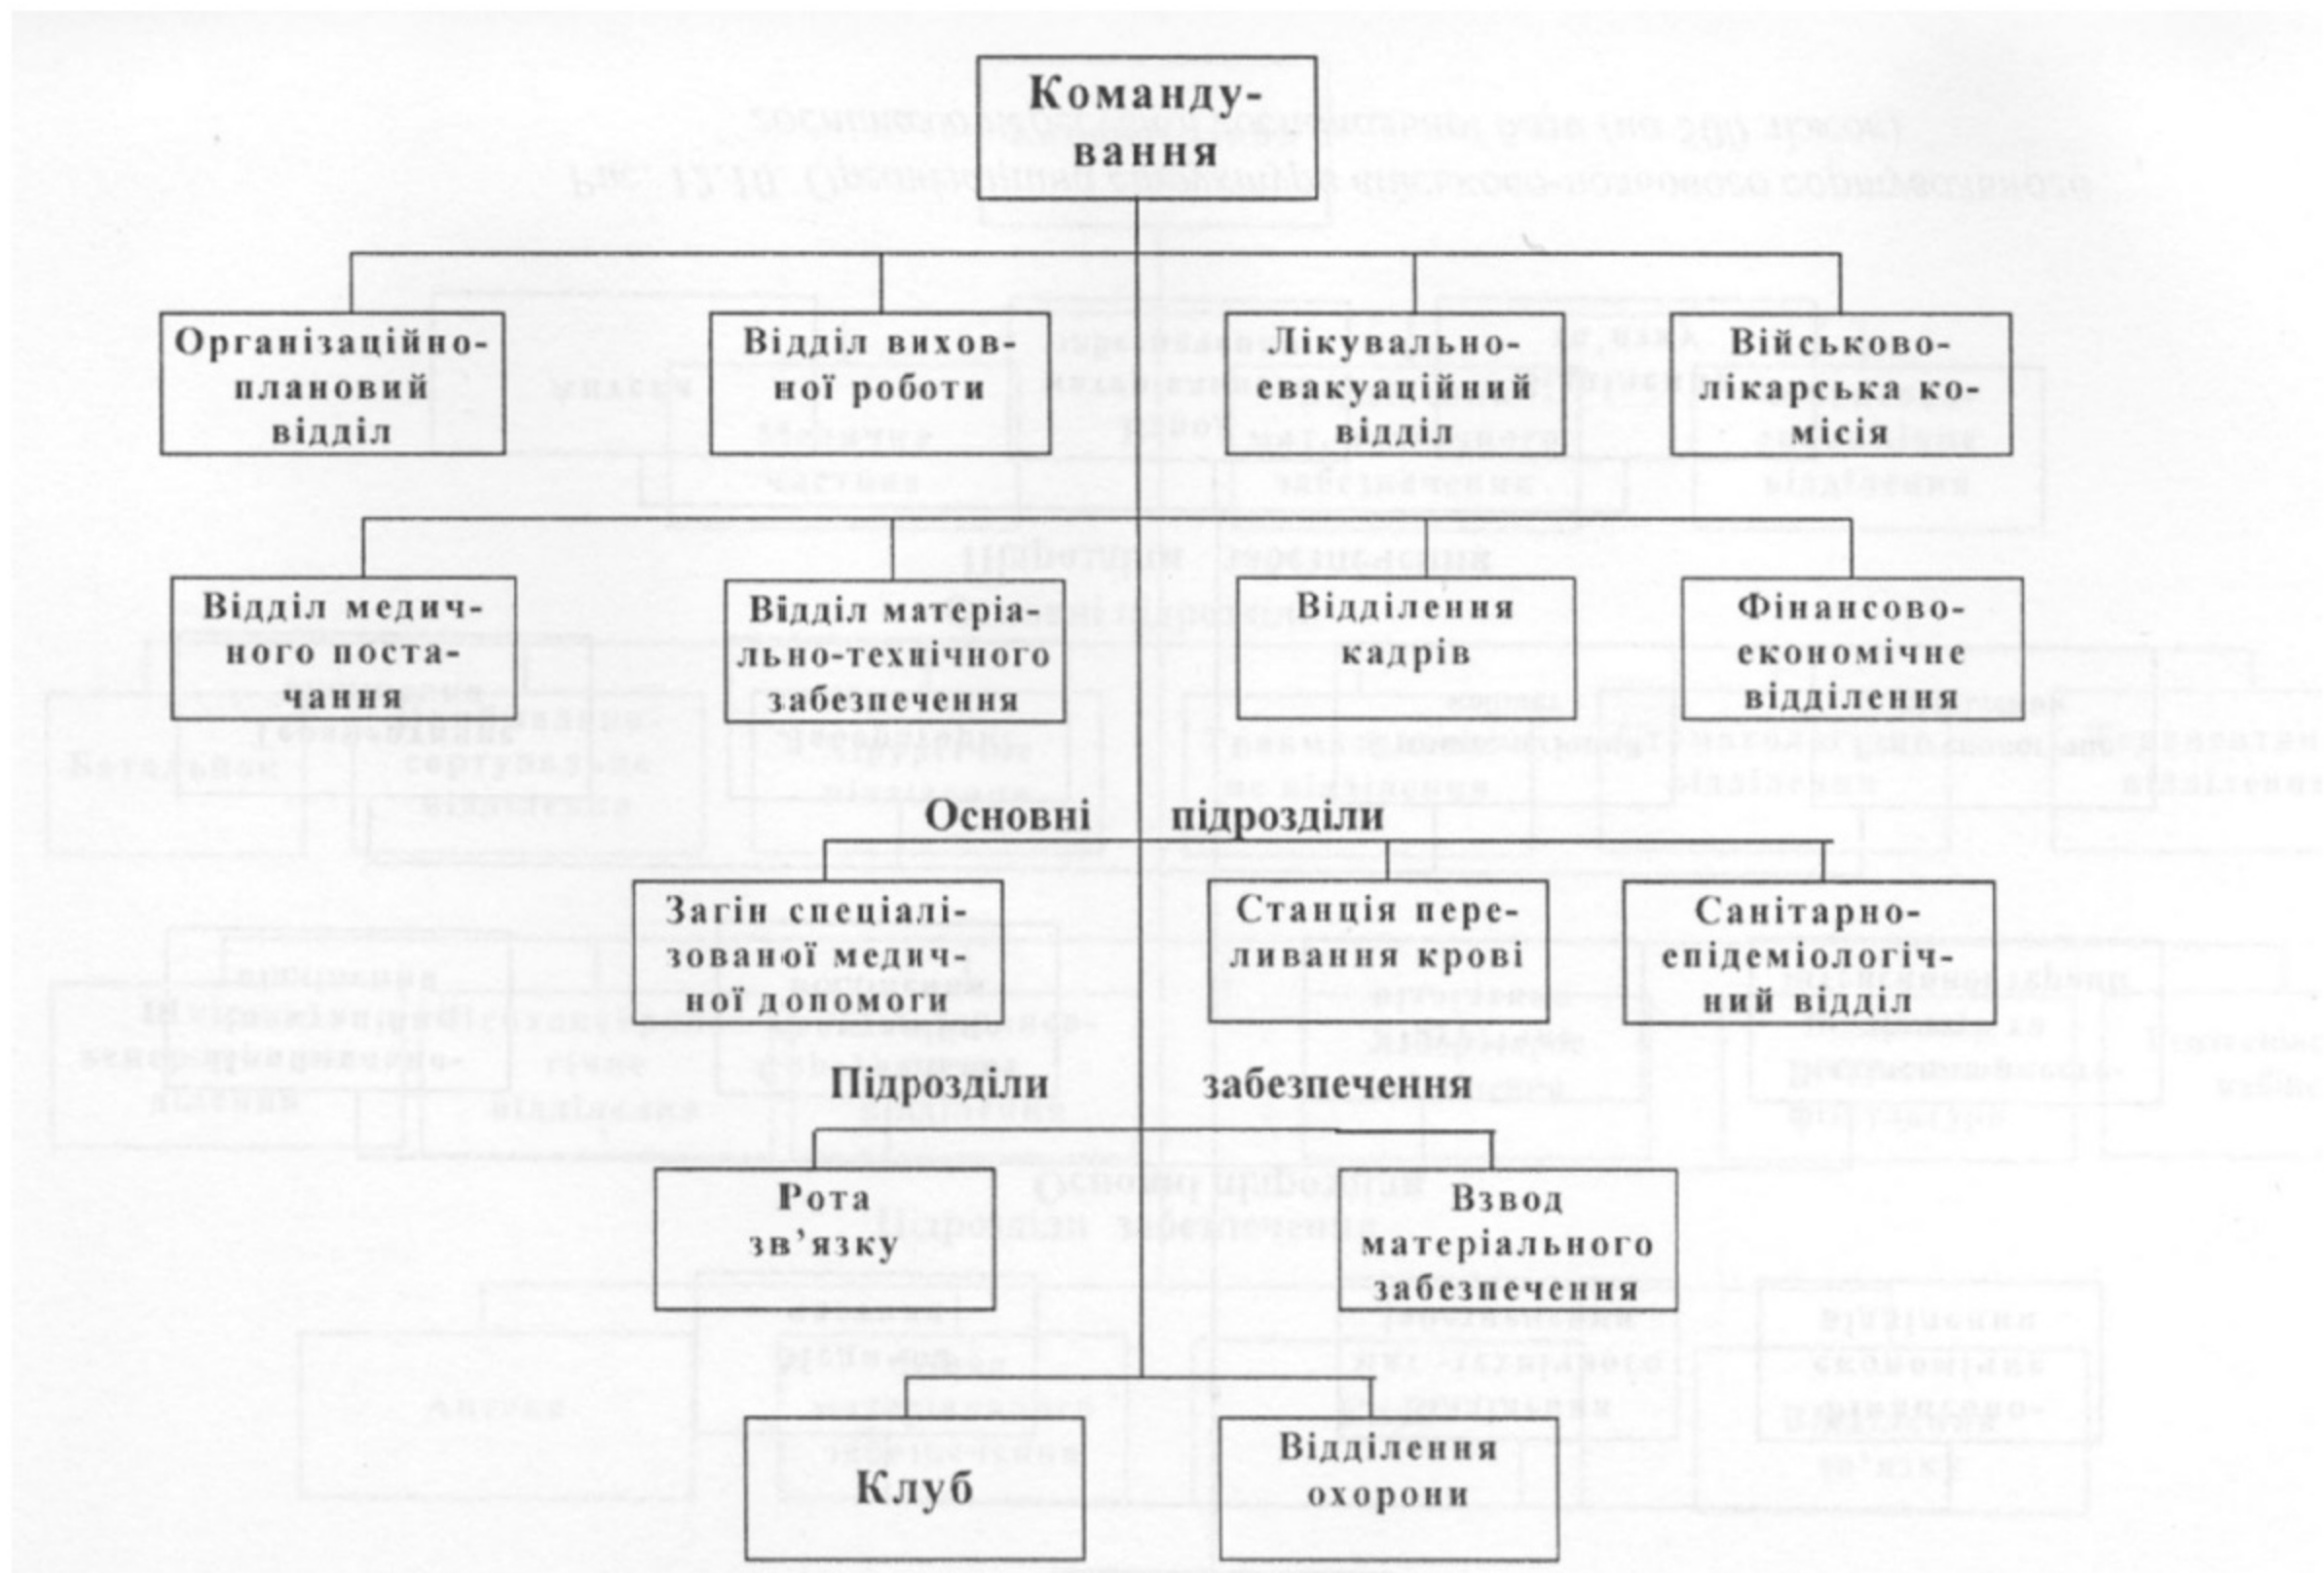 Команду-
вання
Організаційно-
плановий
відділ
Відділ вихов-
ної роботи
Лікувально-
евакуаційний
відділ
Військово-
лікарська ко-
місія
Відділ медич-
ного поста-
чання
Відділ матеріа-
льно-технічного
забезпечення
Відділення
кадрів
Фінансово-
економічне
відділення
Основні підрозділи
Загін спеціалі-
зованої медич-
ної допомоги
Станція пере-
ливання крові
Санітарно-
епідеміологіч-
ний відділ
Підрозділи забезпечення
Рота
зв’язку
Взвод
матеріального
забезпечення
Клуб
Відділення
охорони